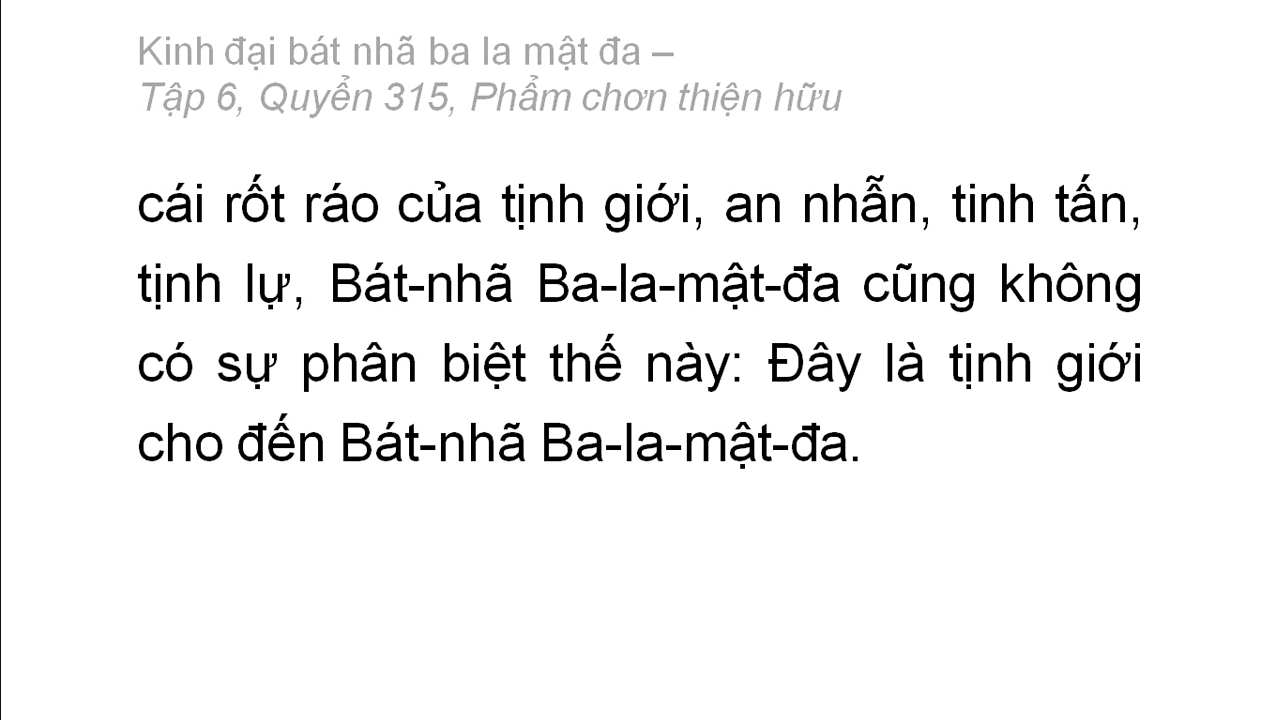 Kinh đại bát nhã ba la mật đa –
Tập 6, Quyển 315, Phẩm chơn thiện hữu
cái rốt ráo của tịnh giới, an nhẫn, tinh tấn,
tịnh lự, Bát-nhã Ba-la-mật-đa cũng không
có sự phân biệt thế này: Đây là tịnh giới
cho đến Bát-nhã Ba-la-mật-đa.